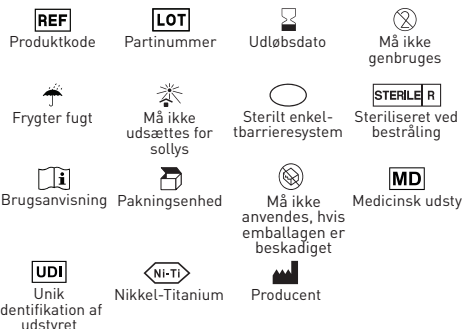 REF
LOT
Produktkode
Partinummer
Udløbsdato
Må ikke
genbruges
STERILE R
Frygter fugt
Må ikke
udsættes for
sollys
Sterilt enkel-
tbarrieresystem
Steriliseret ved
bestråling
MD
Brugsanvisning
Pakningsenhed
Må ikke
anvendes, hvis
emballagen er
beskadiget
Medicinsk udsty
UDI
Ni-Ti
Unik
dentifikation af
udstyret
Nikkel-Titanium
Producent